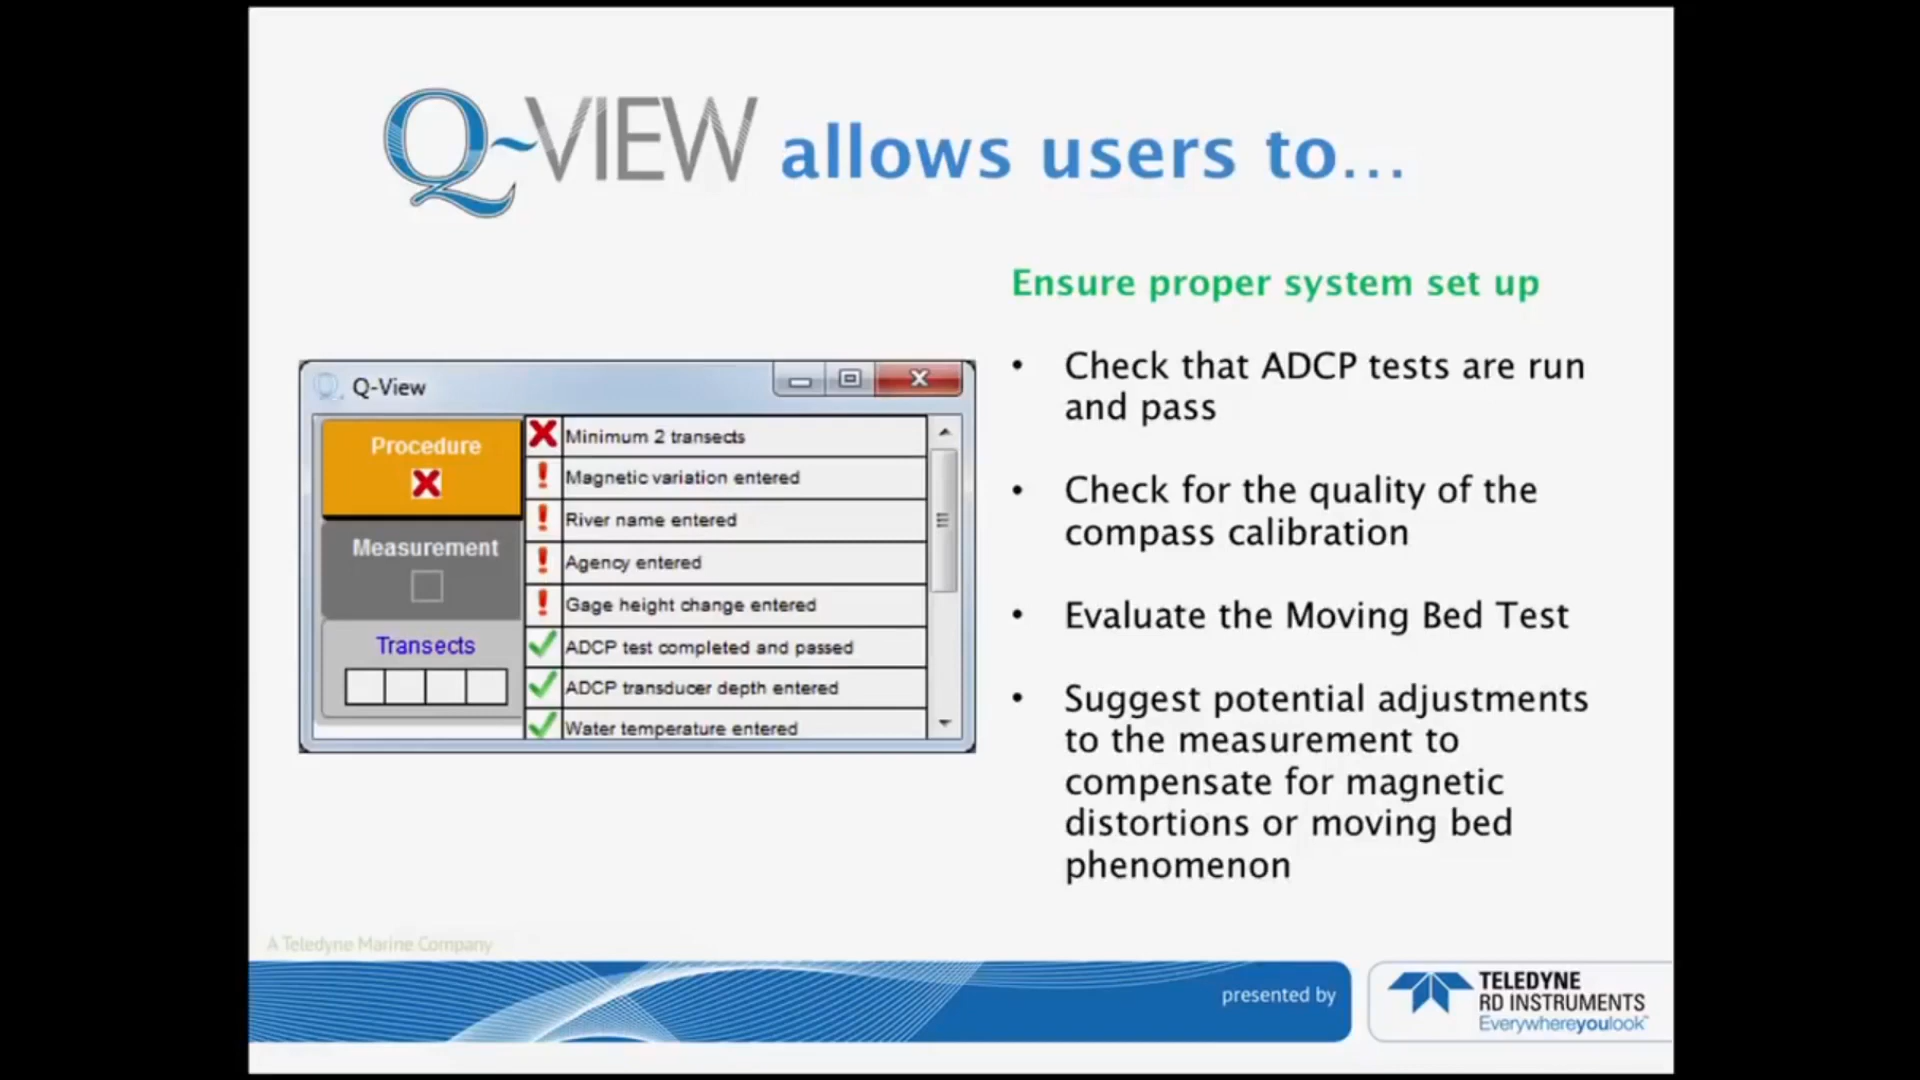 Q~VIEW allows users to...
Ensure proper system set up
Q-View
Procedure
Measurement
Transects
Minimum 2 transects
Magnetic variation entered
River name entered
Agency entered
Gage height change entered
ADCP test completed and passed
ADCP transducer depth entered
Water temperature entered
• Check that ADCP tests are run
and pass
• Check for the quality of the
compass calibration
• Evaluate the Moving Bed Test
• Suggest potential adjustments
to the measurement to
compensate for magnetic
distortions or moving bed
phenomenon
A Teledyne Marine Company
presented by
TELEDYNE
RD INSTRUMENTS
Everywhereyoulook™